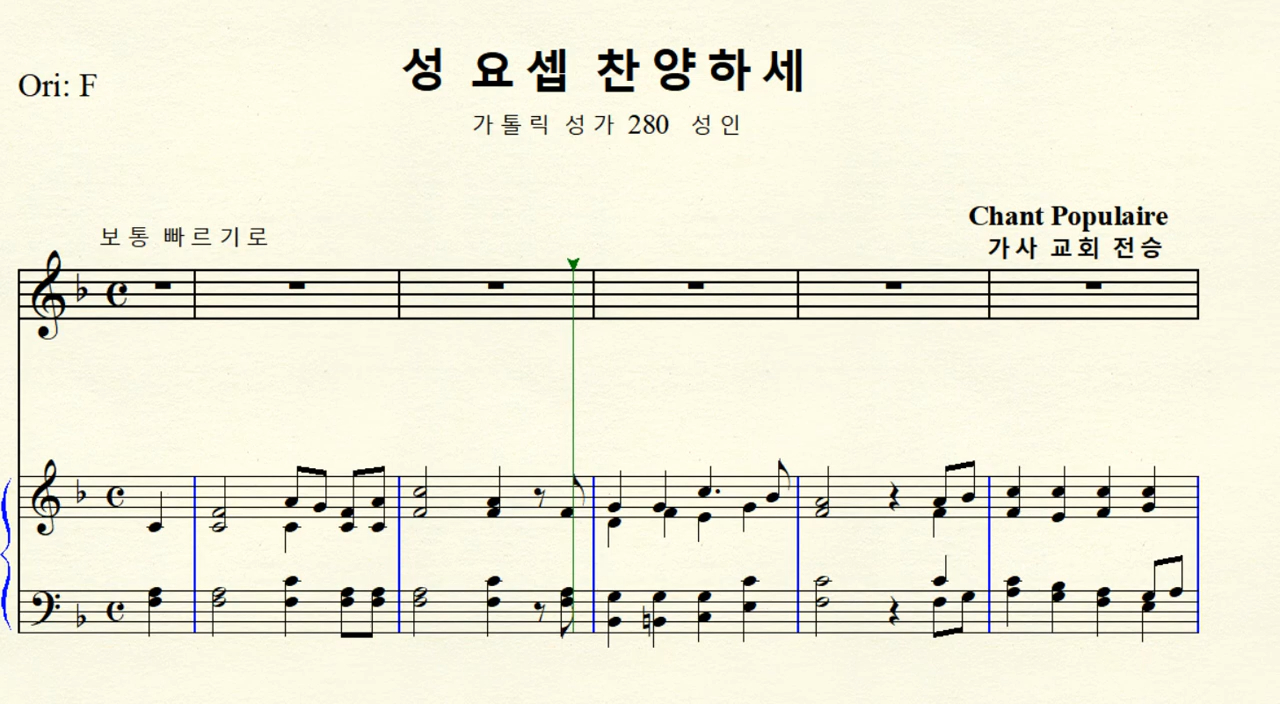 성 요셉 찬양하세
Ori: F
가톨릭 성가 280 성인
Chant Populaire
보통 빠르기로
가사 교회 전승